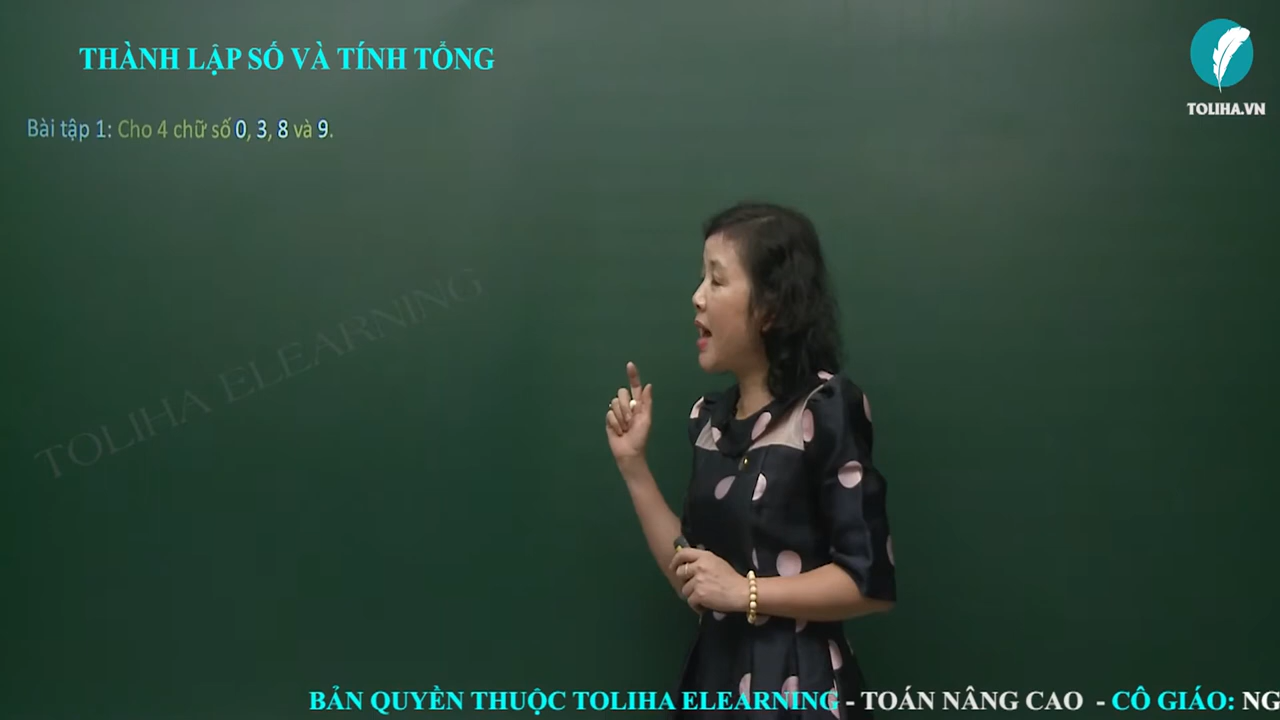 THÀNH LẬP SỐ VÀ TÍNH TỔNG
TOLIHA.VN
Bài tập 1: Cho 4 chữ số 0, 3, 8 và 9.
TOLIHA ELEARNING
BẢN QUYỀN THUỘC TOLIHA ELEARNING - TOÁN NÂNG CAO - CÔ GIÁO: NG